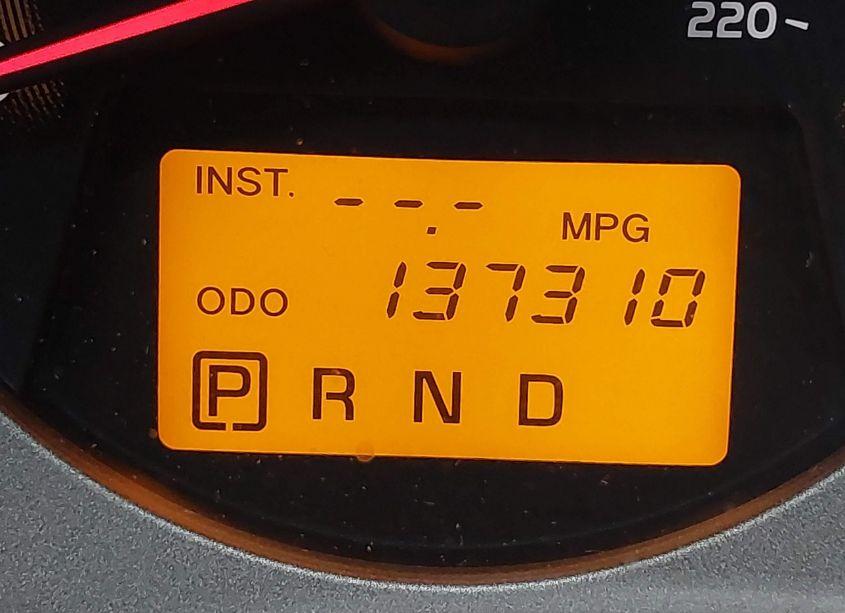 220
INST. --.- MPG
ODO 137310
P R N D